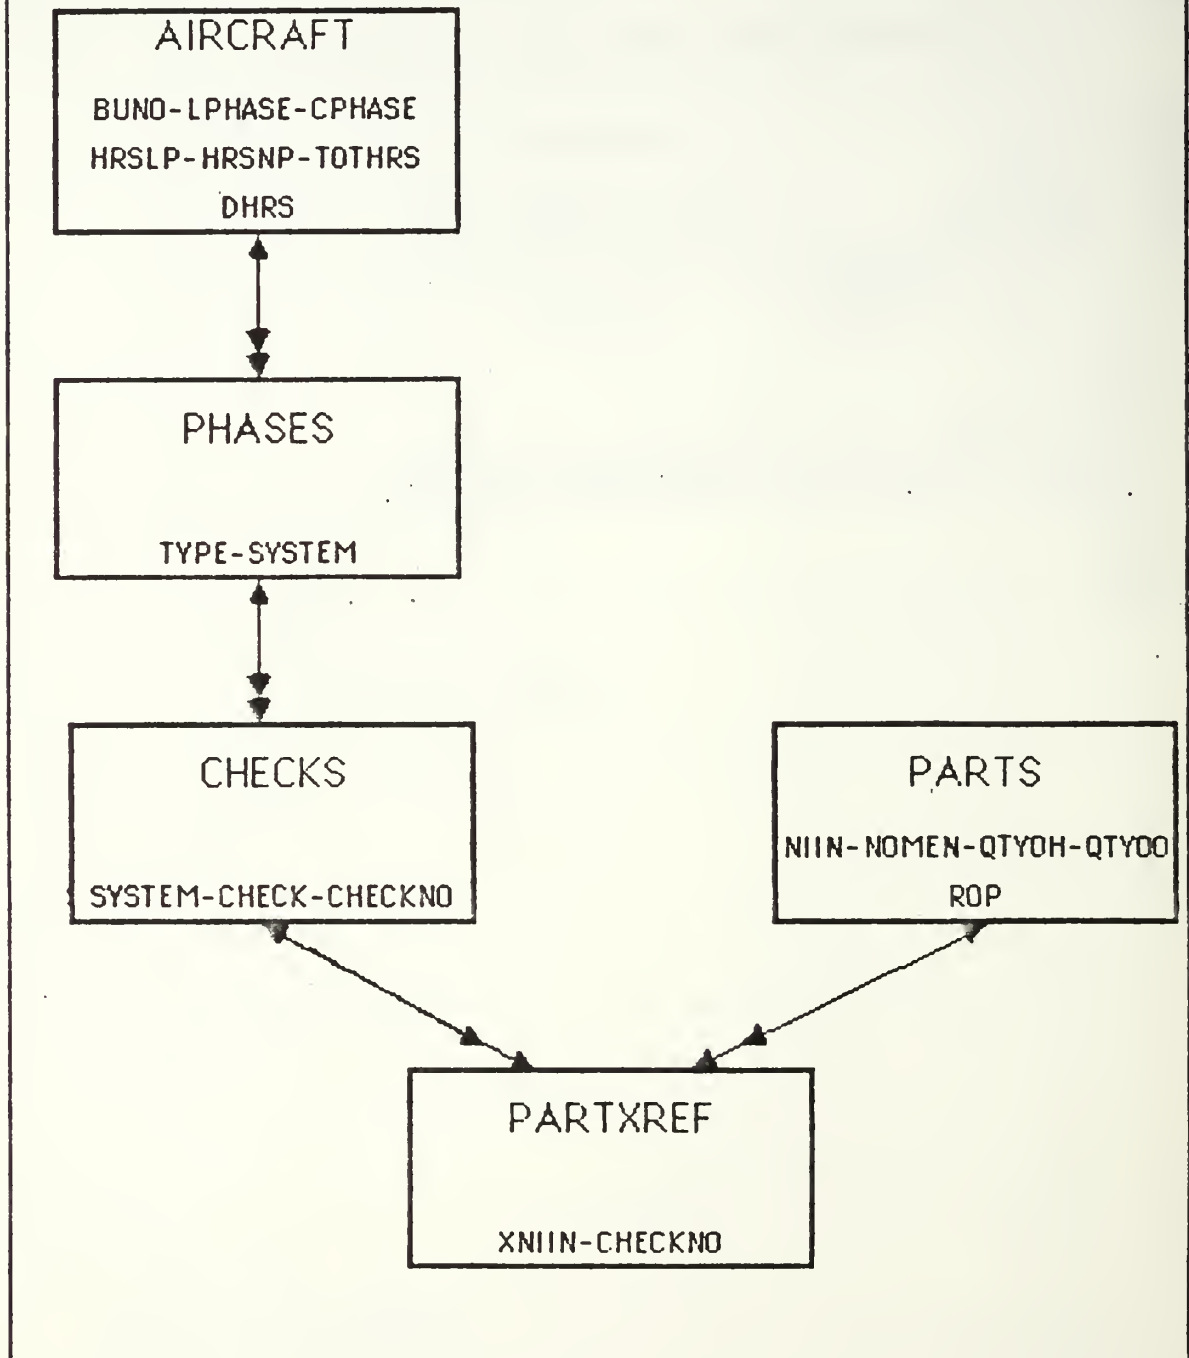 AIRCRAFT
BUNO-LPHASE-CPHASE
HRSLP-HRSNP-TOTHRS
DHRS
PHASES
TYPE-SYSTEM
CHECKS
SYSTEM-CHECK-CHECKNO
PARTS
NIIN-NOMEN-QTYOH-QTYOO
ROP
PARTXREF
XNIIN-CHECKNO